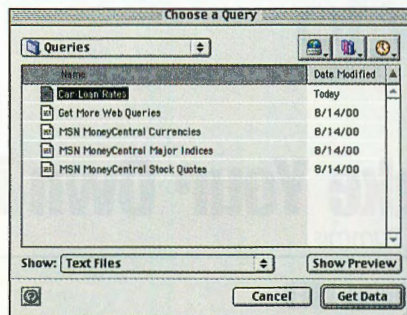 Choose a Query
Queries
Name Date Modified
Car Loan Rates Today
Get More Web Queries 8/14/00
MSN MoneyCentral Currencies 8/14/00
MSN MoneyCentral Major Indices 8/14/00
MSN MoneyCentral Stock Quotes 8/14/00
Show: Text Files Show Preview
? Cancel Get Data